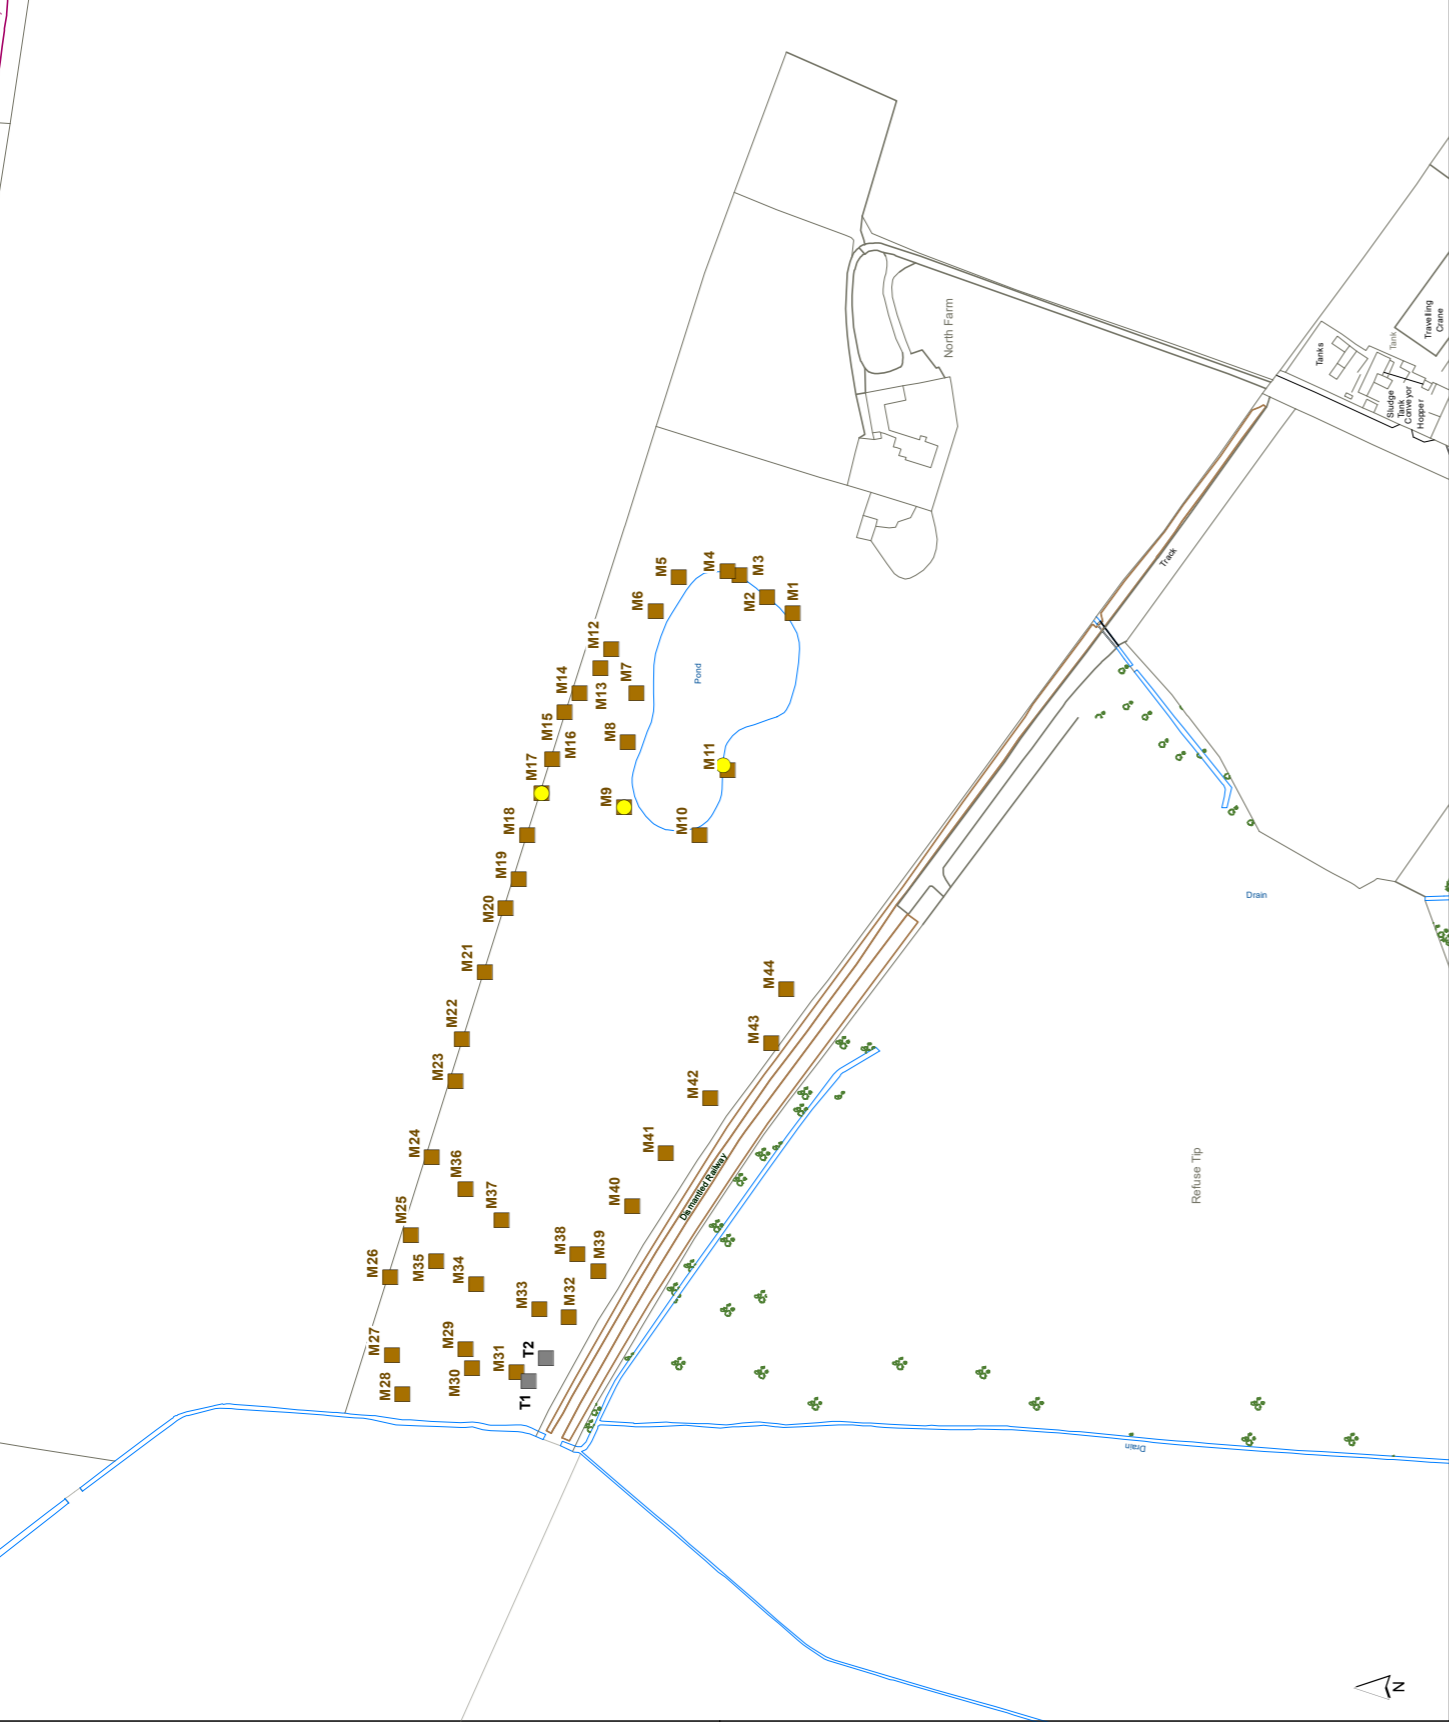 M5
M4
M3
M6
M2
M1
M12
M7
M14
M13
M15
M16
M8
M17
M11
M9
M10
M18
M19
M20
M21
M22
M23
M44
M43
M42
M41
M24
M36
M40
M37
M25
M38
M39
M35
M26
M34
M33
M32
M27
M29
M31
T2
M28
M30
T1
Pond
North Farm
Tanks
Tank
Travelling
Crane
Sludge
Tank
Conveyor
Hopper
Track
Drain
Dismantled Railway
Refuse Tip
Drain
N